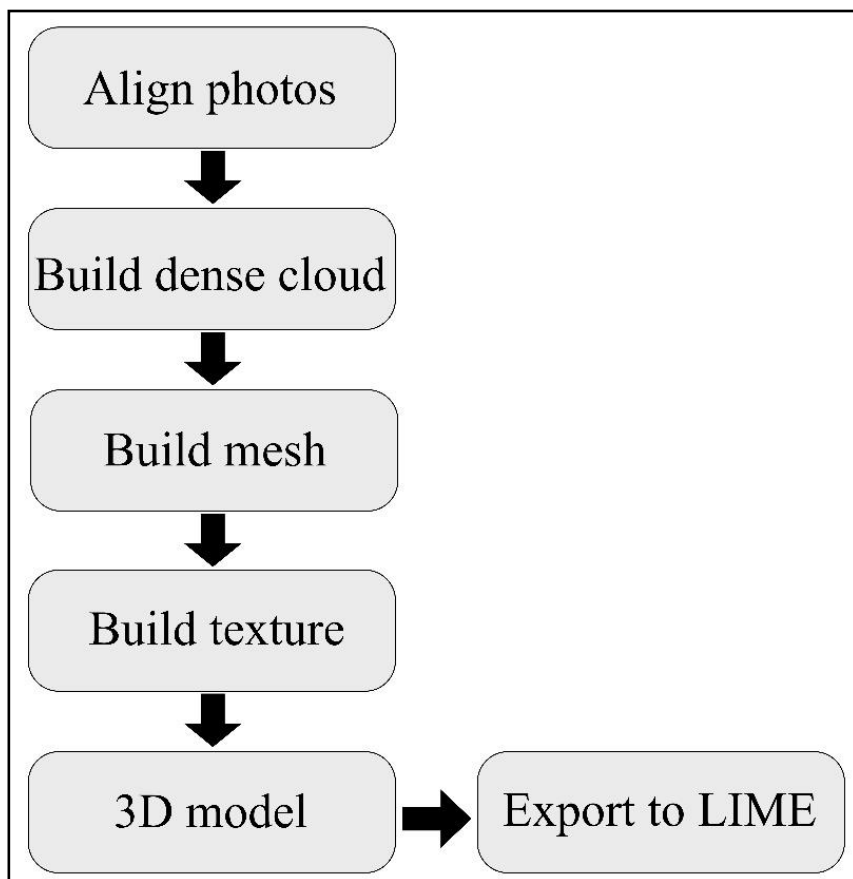 Align photos
Build dense cloud
Build mesh
Build texture
3D model
Export to LIME